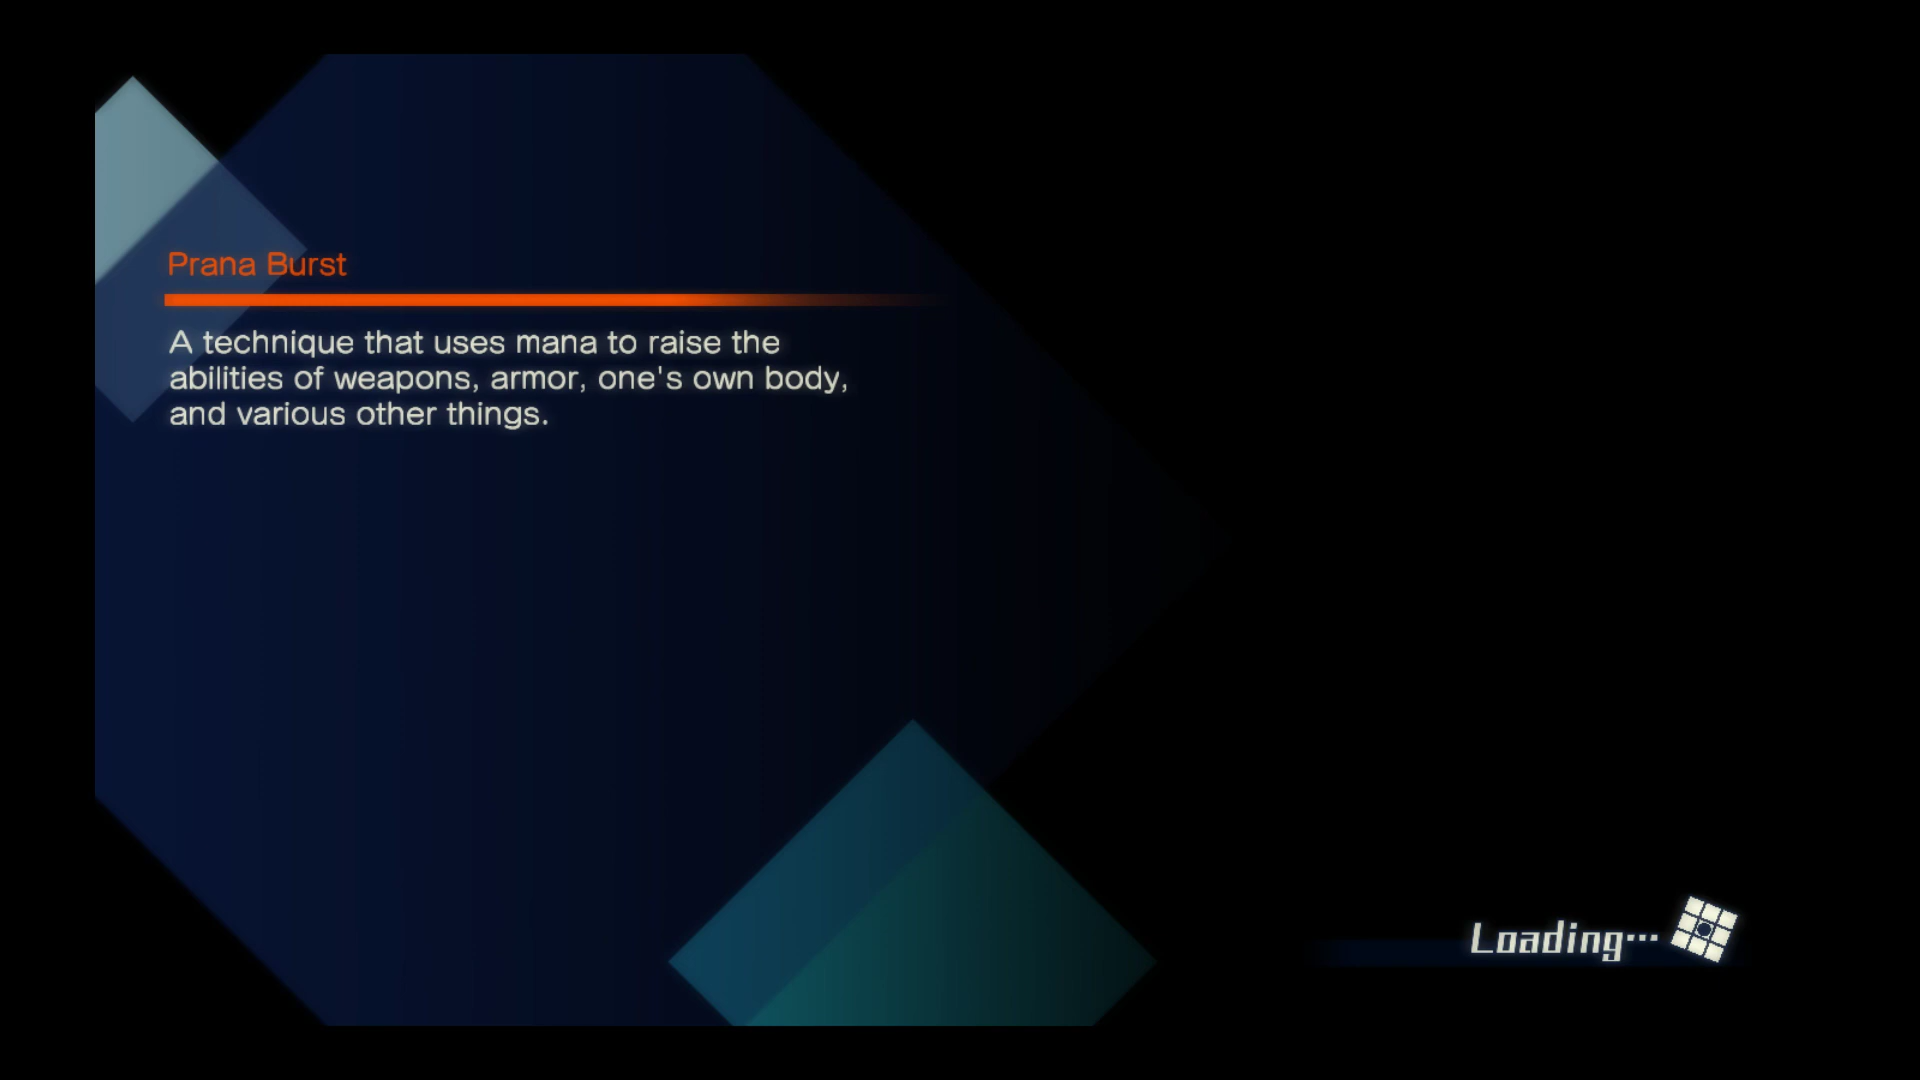 Prana Burst
A technique that uses mana to raise the
abilities of weapons, armor, one's own body,
and various other things.
Loading…